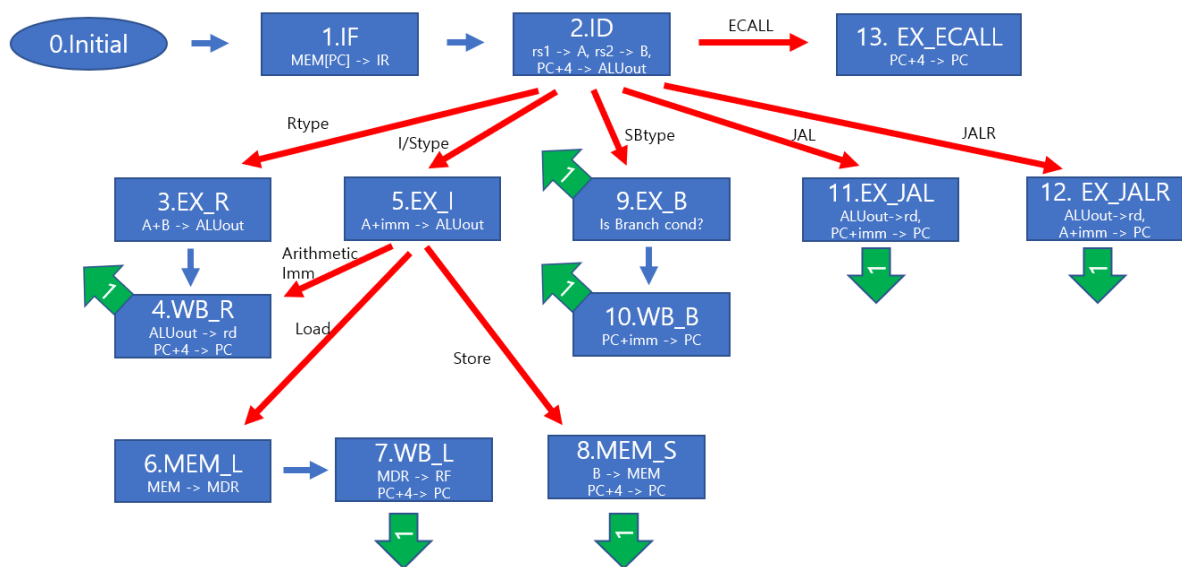 0.Initial
1.IF
MEM[PC] -> IR
2.ID
rs1 -> A, rs2 -> B,
PC+4 -> ALUout
ECALL
13. EX_ECALL
PC+4 -> PC
Rtype
I/Stype
SBtype
JAL
JALR
3.EX_R
A+B -> ALUout
5.EX_I
A+imm -> ALUout
1
9.EX_B
Is Branch cond?
11.EX_JAL
ALUout->rd,
PC+imm -> PC
1
12. EX_JALR
ALUout->rd,
A+imm -> PC
1
Arithmetic
Imm
1
4.WB_R
ALUout -> rd
PC+4 -> PC
1
10.WB_B
PC+imm -> PC
Load
Store
6.MEM_L
MEM -> MDR
7.WB_L
MDR -> RF
PC+4-> PC
1
8.MEM_S
B -> MEM
PC+4 -> PC
1